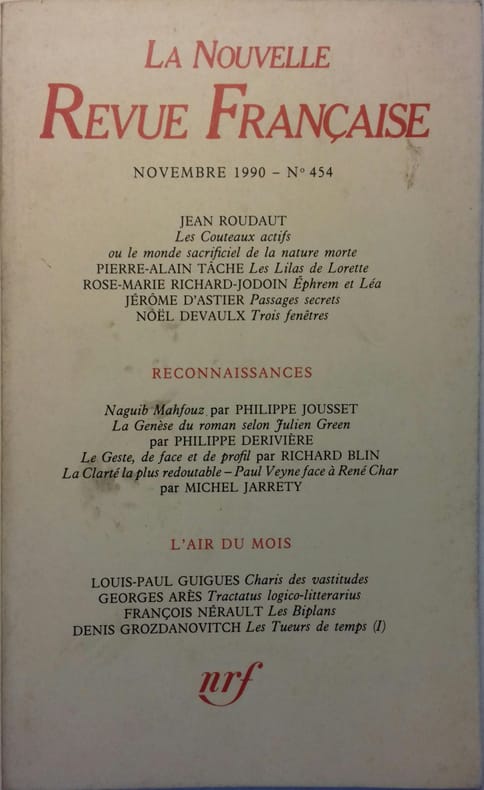 LA NOUVELLE
REVUE FRANÇAISE
NOVEMBRE 1990 – Nº 454
JEAN ROUDAUT
Les Couteaux actifs
ou le monde sacrificiel de la nature morte
PIERRE-ALAIN TÂCHE Les Lilas de Lorette
ROSE-MARIE RICHARD-JODOIN Éphrem et Léa
JÉRÔME D'ASTIER Passages secrets
NOËL DEVAULX Trois fenêtres
RECONNAISSANCES
Naguib Mahfouz par PHILIPPE JOUSSET
La Genèse du roman selon Julien Green
par PHILIPPE DERIVIÈRE
Le Geste, de face et de profil par RICHARD BLIN
La Clarté la plus redoutable – Paul Veyne face à René Char
par MICHEL JARRETY
L'AIR DU MOIS
LOUIS-PAUL GUIGUES Charis des vastitudes
GEORGES ARÈS Tractatus logico-litterarius
FRANÇOIS NÉRAULT Les Biplans
DENIS GROZDANOVITCH Les Tueurs de temps (I)
nrf